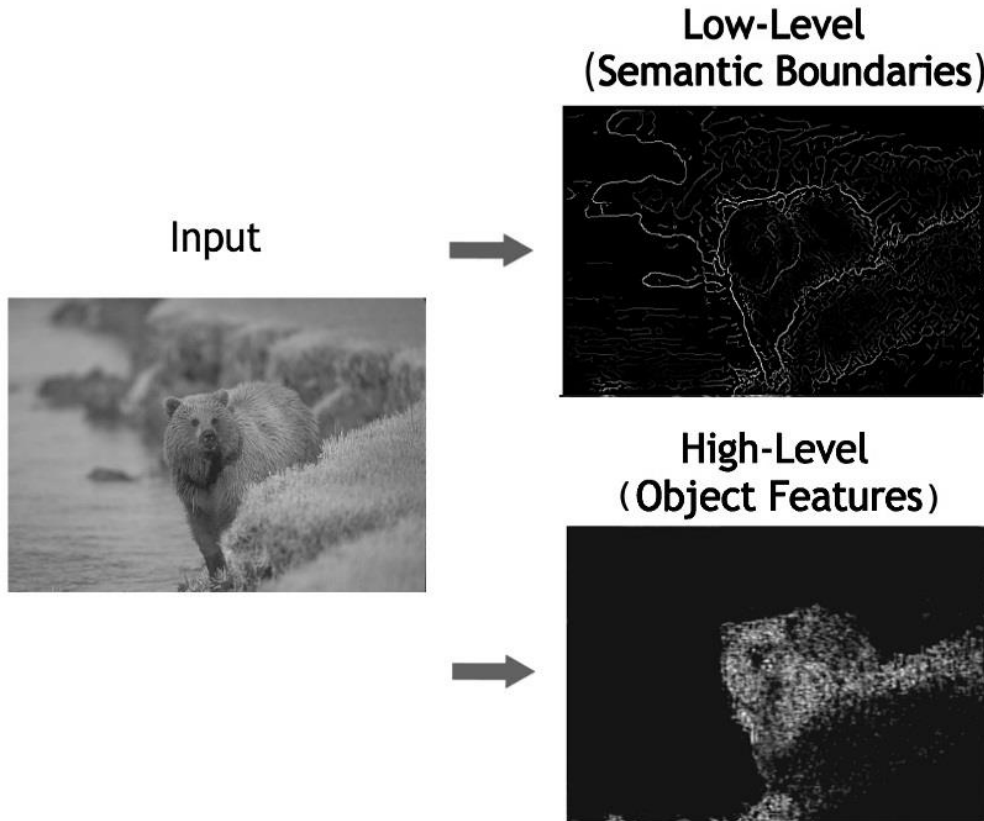 Low-Level
(Semantic Boundaries)
Input
High-Level
(Object Features)